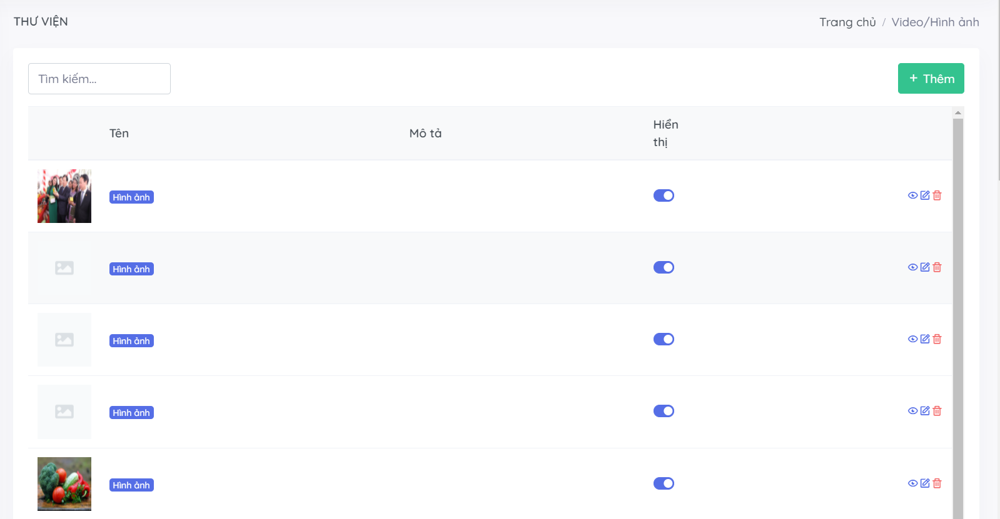 THƯ VIỆN
Trang chủ / Video/Hình ảnh
Tìm kiếm...
+ Thêm
Tên Mô tả Hiển thị
Hình ảnh
Hình ảnh
Hình ảnh
Hình ảnh
Hình ảnh